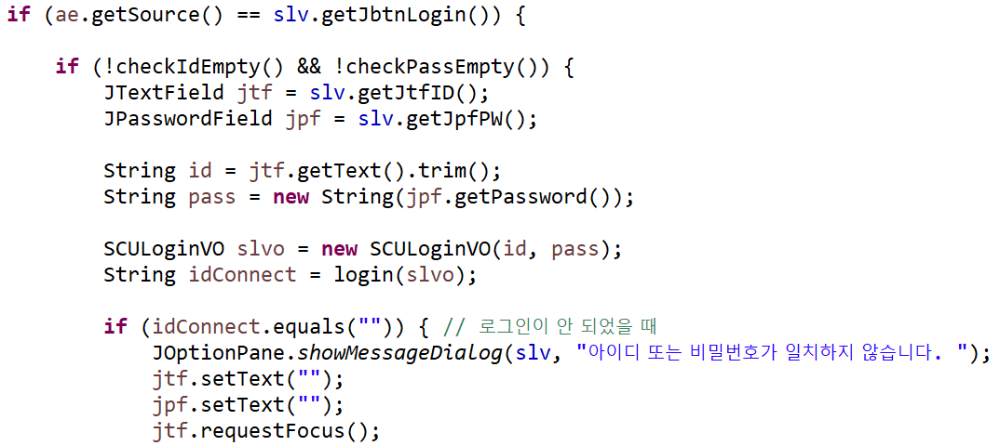 if (ae.getSource() == slv.getJbtnLogin()) {
if (!checkIdEmpty() && !checkPassEmpty()) {
JTextField jtf = slv.getJtfID();
JPasswordField jpf = slv.getJpfPW();
String id = jtf.getText().trim();
String pass = new String(jpf.getPassword());
SCULoginVO slvo = new SCULoginVO(id, pass);
String idConnect = login(slvo);
if (idConnect.equals("")) { // 로그인이 안 되었을 때
JOptionPane.showMessageDialog(slv, "아이디 또는 비밀번호가 일치하지 않습니다. ");
jtf.setText("");
jpf.setText("");
jtf.requestFocus();